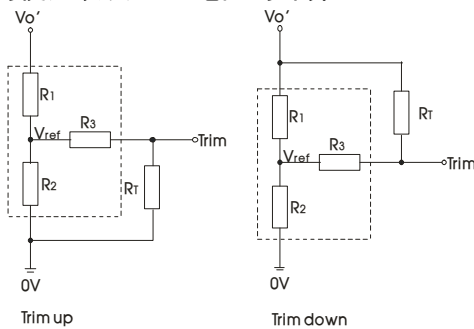 Vo' Vo'
R1 R1 RT
Vref R3 Trim Vref R3 Trim
R2 RT R2
0V 0V
Trim up Trim down